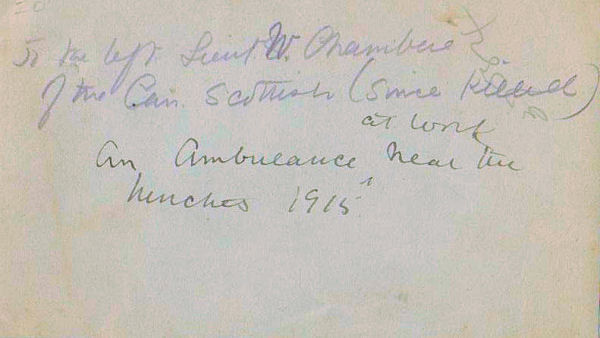 To the left Lieut W. Chambers
of the Can. Scottish (Since Killed)
at work
An Ambulance near the
trenches 1915.